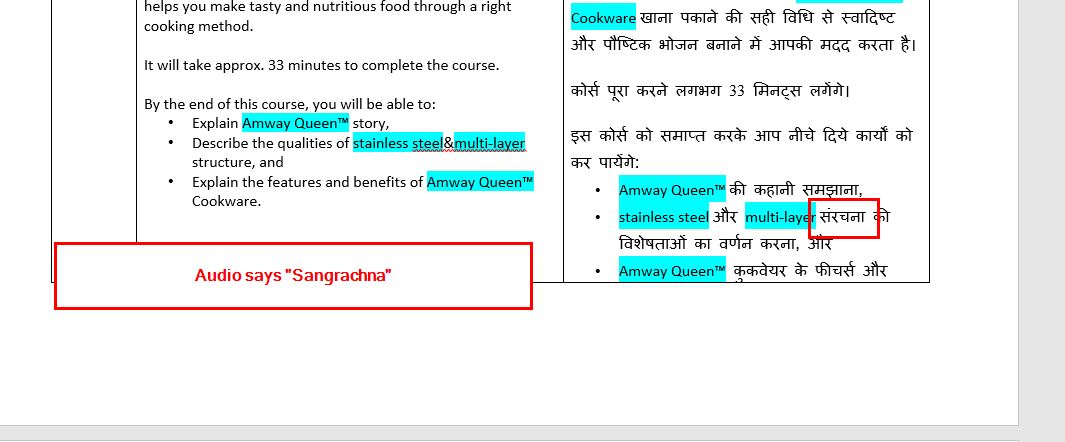 helps you make tasty and nutritious food through a right
cooking method.
It will take approx. 33 minutes to complete the course.
By the end of this course, you will be able to:
• Explain Amway Queen™ story,
• Describe the qualities of stainless steel&multi-layer
structure, and
• Explain the features and benefits of Amway Queen™
Cookware.
Audio says "Sangrachna"
Cookware खाना पकाने की सही विधि से स्वादिष्ट
और पौष्टिक भोजन बनाने में आपकी मदद करता है।
कोर्स पूरा करने लगभग 33 मिनट्स लगेंगे।
इस कोर्स को समाप्त करके आप नीचे दिये कार्यों को
कर पायेंगे:
• Amway Queen™ की कहानी समझाना,
• stainless steel और multi-layer संरचना की
विशेषताओं का वर्णन करना, और
• Amway Queen™ कुकवेयर के फीचर्स और